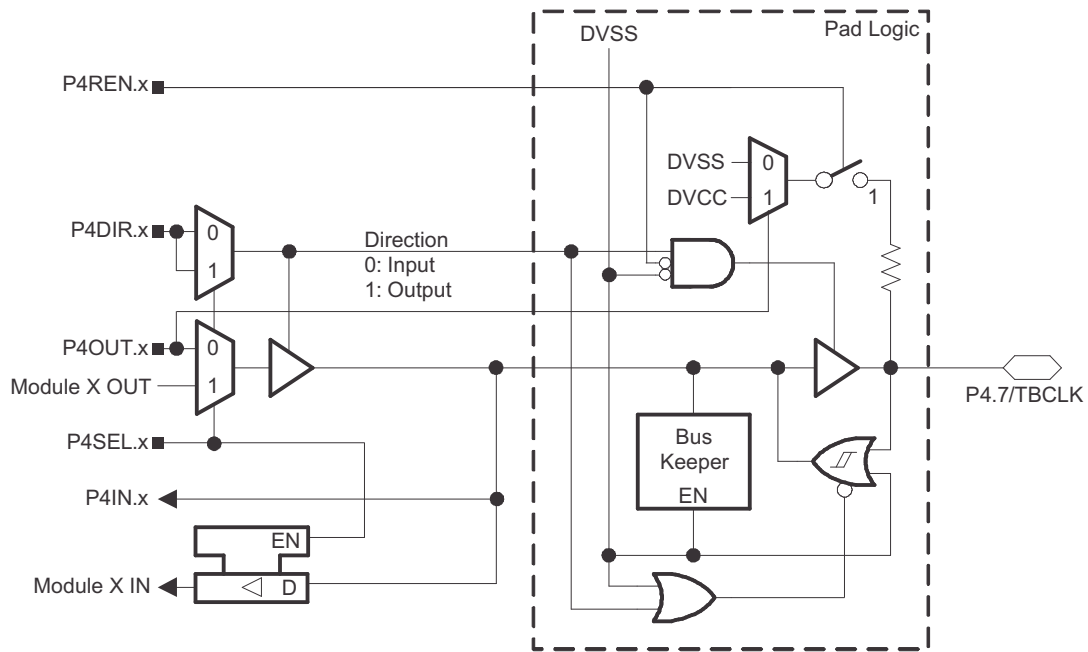 DVSS
Pad Logic
P4REN.x
DVSS
0
DVCC
1
1
P4DIR.x
0
1
Direction
0: Input
1: Output
P4OUT.x
0
Module X OUT
1
P4.7/TBCLK
P4SEL.x
Bus
Keeper
EN
P4IN.x
EN
Module X IN
D